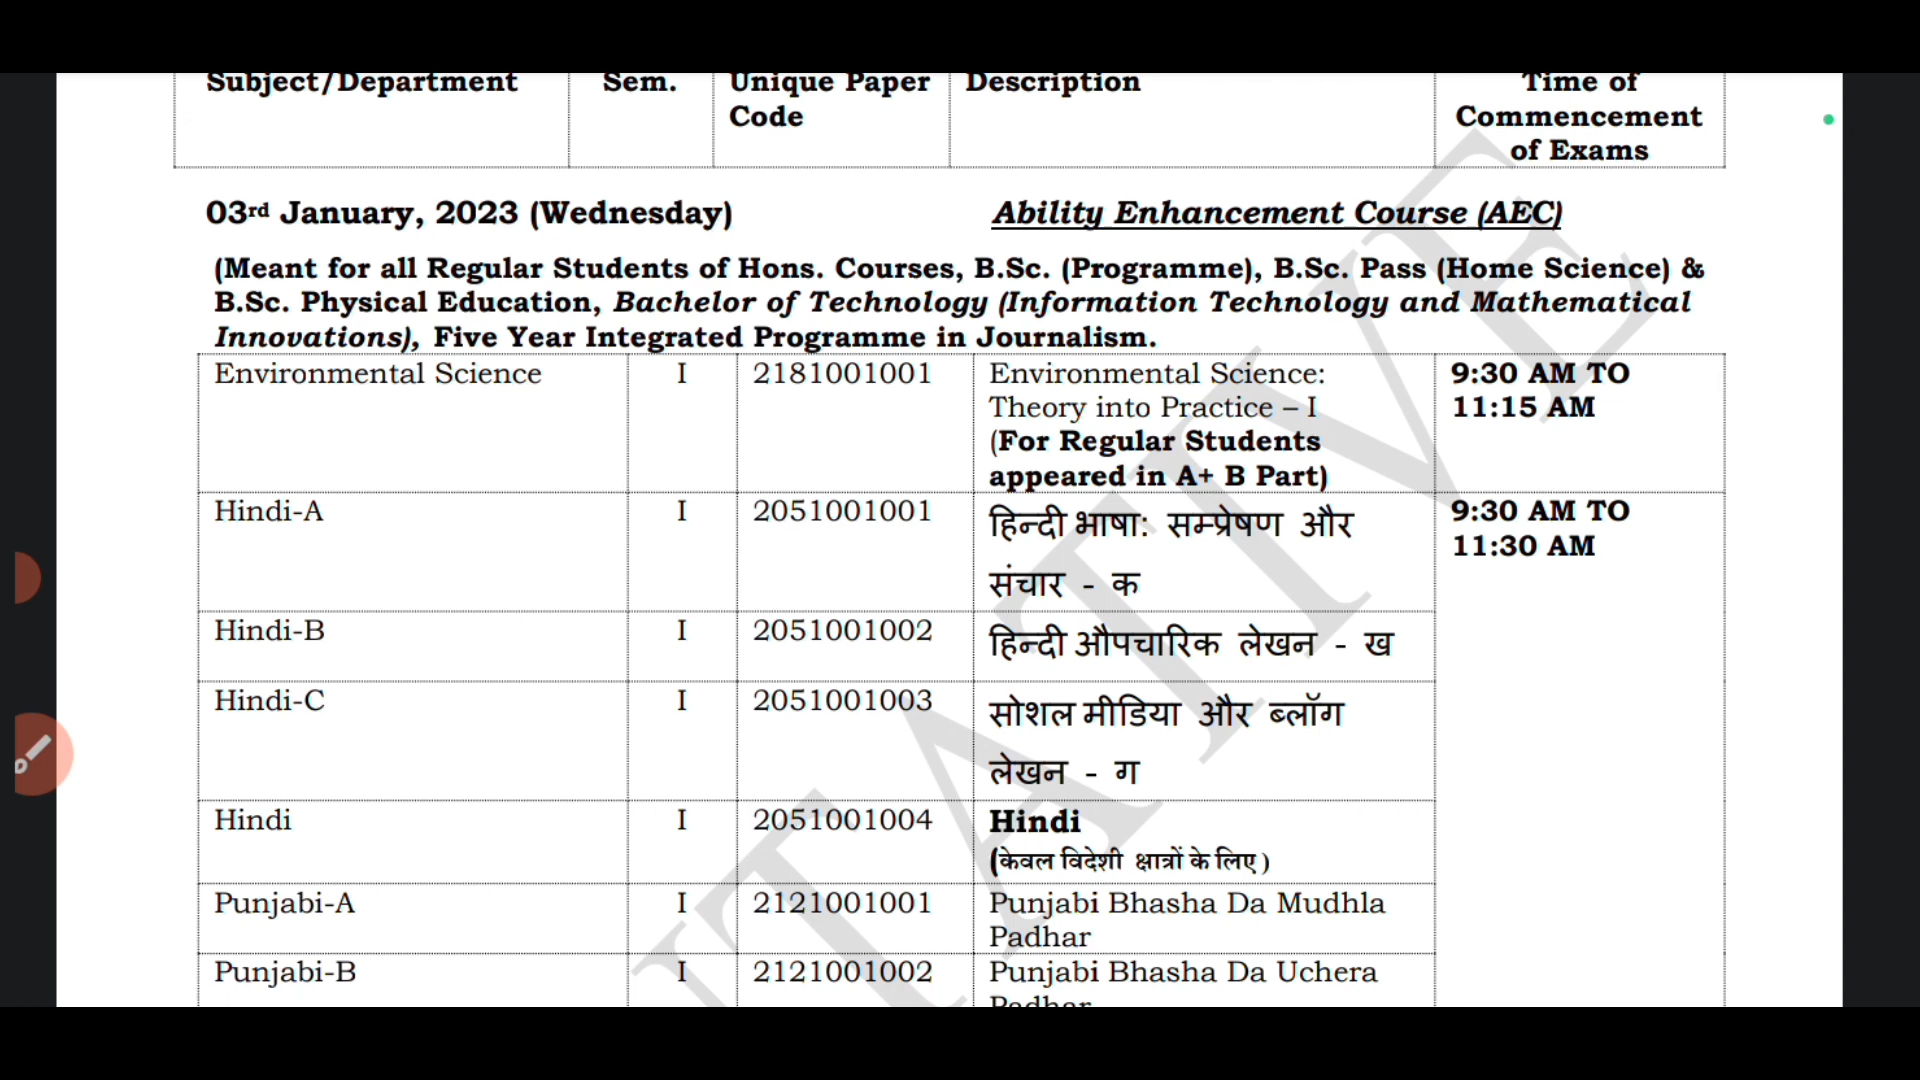 Subject/Department Sem. Unique Paper Description Time of
Code Commencement
of Exams
03rd January, 2023 (Wednesday) Ability Enhancement Course (AEC)
(Meant for all Regular Students of Hons. Courses, B.Sc. (Programme), B.Sc. Pass (Home Science) &
B.Sc. Physical Education, Bachelor of Technology (Information Technology and Mathematical
Innovations), Five Year Integrated Programme in Journalism.
Environmental Science I 2181001001 Environmental Science: 9:30 AM TO
Theory into Practice – I 11:15 AM
(For Regular Students
appeared in A+ B Part)
Hindi-A I 2051001001 हिन्दी भाषा: सम्प्रेषण और 9:30 AM TO
संचार - क 11:30 AM
Hindi-B I 2051001002 हिन्दी औपचारिक लेखन - ख
Hindi-C I 2051001003 सोशल मीडिया और ब्लॉग
लेखन - ग
Hindi I 2051001004 Hindi
(केवल विदेशी क्षात्रों के लिए )
Punjabi-A I 2121001001 Punjabi Bhasha Da Mudhla
Padhar
Punjabi-B I 2121001002 Punjabi Bhasha Da Uchera
Padhar
TATIVE